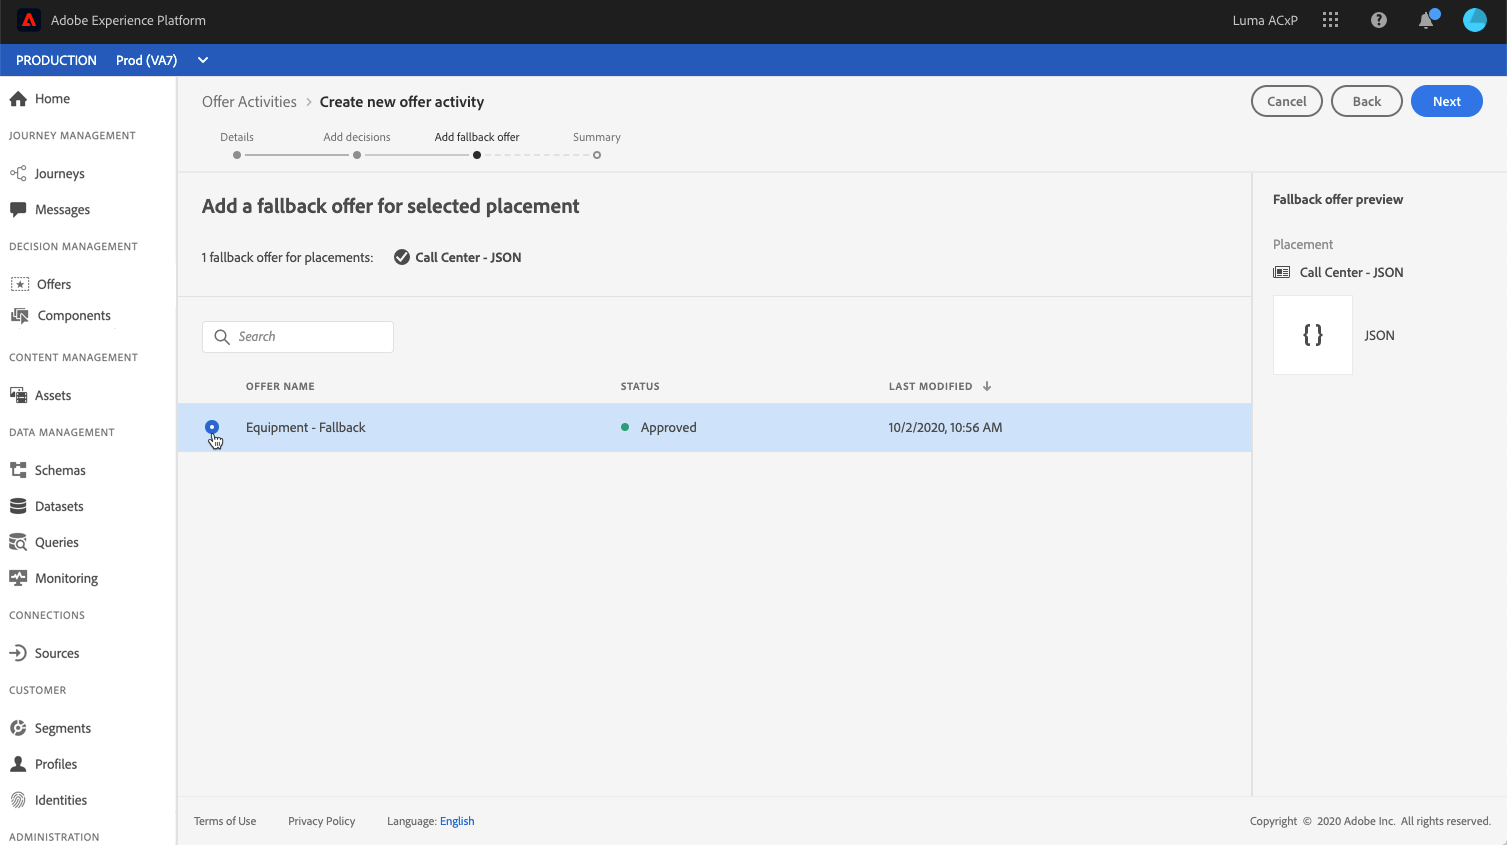 Adobe Experience Platform
Luma ACxP
PRODUCTION Prod (VA7)
Home
JOURNEY MANAGEMENT
Journeys
Messages
DECISION MANAGEMENT
Offers
Components
CONTENT MANAGEMENT
Assets
DATA MANAGEMENT
Schemas
Datasets
Queries
Monitoring
CONNECTIONS
Sources
CUSTOMER
Segments
Profiles
Identities
ADMINISTRATION
Offer Activities > Create new offer activity
Cancel Back Next
Details Add decisions Add fallback offer Summary
Add a fallback offer for selected placement
1 fallback offer for placements: Call Center - JSON
Search
OFFER NAME STATUS LAST MODIFIED
Equipment - Fallback Approved 10/2/2020, 10:56 AM
Fallback offer preview
Placement
Call Center - JSON
{} JSON
Terms of Use Privacy Policy Language: English
Copyright © 2020 Adobe Inc. All rights reserved.